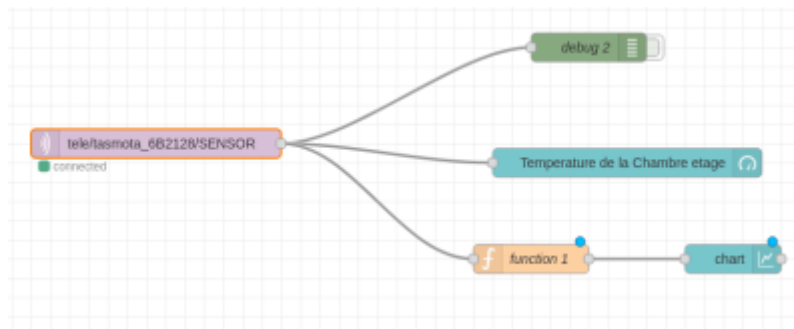 debug 2
tele/tasmota_6B2128/SENSOR
connected
Temperature de la Chambre etage
function 1
chart